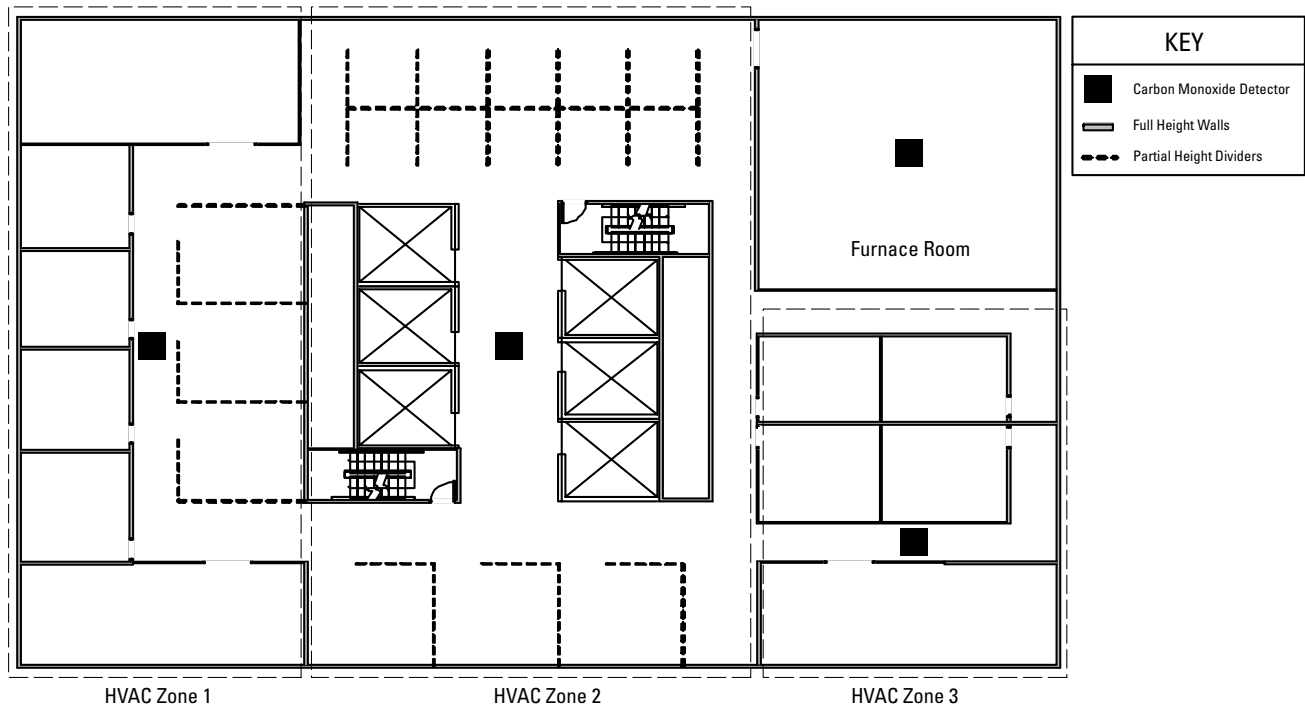 KEY
Carbon Monoxide Detector
Full Height Walls
Partial Height Dividers
Furnace Room
HVAC Zone 1
HVAC Zone 2
HVAC Zone 3